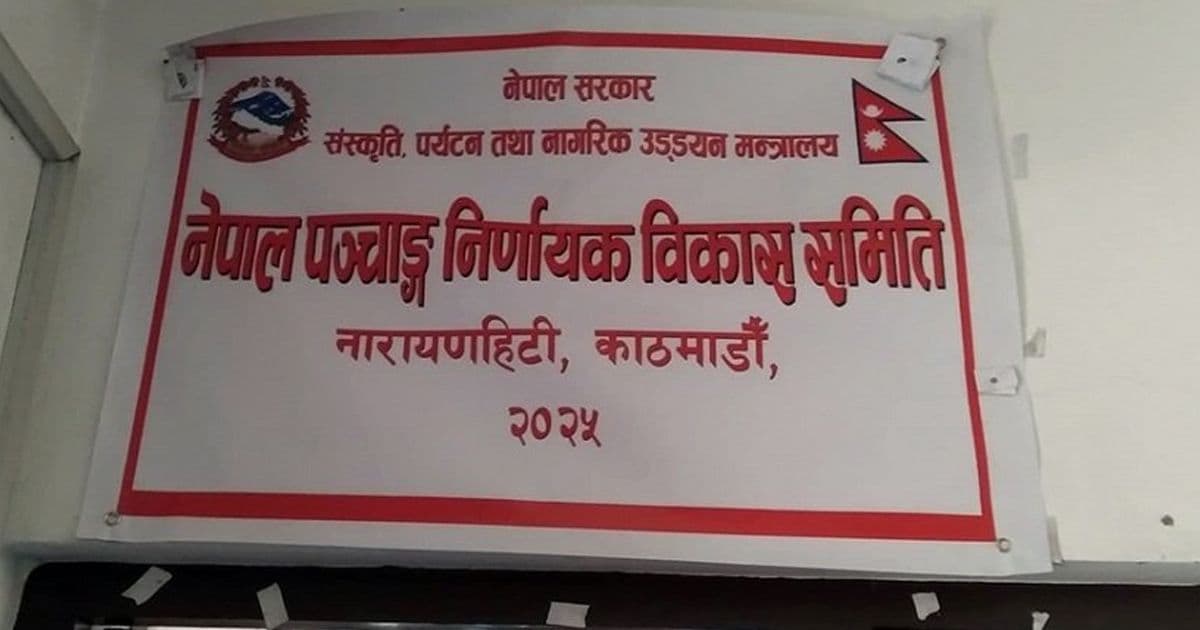 नेपाल सरकार
संस्कृति, पर्यटन तथा नागरिक उड्डयन मन्त्रालय
नेपाल पञ्चाङ्ग निर्णायक विकास समिति
नारायणहिटी, काठमाडौँ,
२०२५